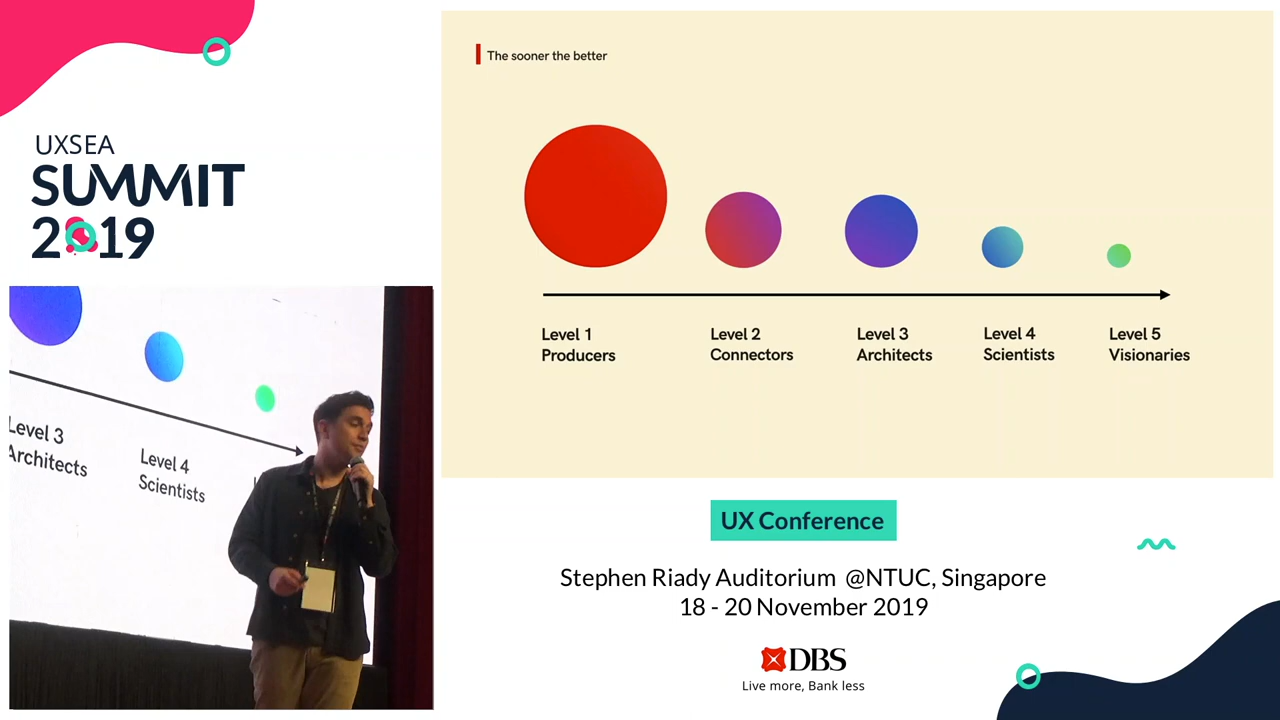 UXSEA
SUMMIT
2019
The sooner the better
Level 1
Producers
Level 2
Connectors
Level 3
Architects
Level 4
Scientists
Level 5
Visionaries
Level 3
Architects
Level 4
Scientists
UX Conference
Stephen Riady Auditorium @NTUC, Singapore
18 - 20 November 2019
DBS
Live more, Bank less